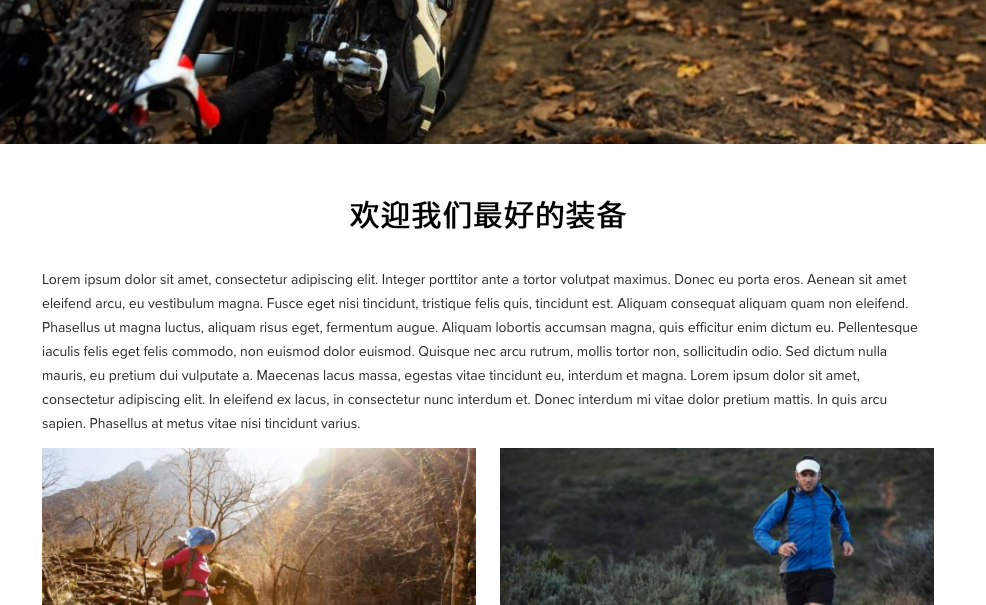 欢迎我们最好的装备
Lorem ipsum dolor sit amet, consectetur adipiscing elit. Integer porttitor ante a tortor volutpat maximus. Donec eu porta eros. Aenean sit amet
eleifend arcu, eu vestibulum magna. Fusce eget nisi tincidunt, tristique felis quis, tincidunt est. Aliquam consequat aliquam quam non eleifend.
Phasellus ut magna luctus, aliquam risus eget, fermentum augue. Aliquam lobortis accumsan magna, quis efficitur enim dictum eu. Pellentesque
iaculis felis eget felis commodo, non euismod dolor euismod. Quisque nec arcu rutrum, mollis tortor non, sollicitudin odio. Sed dictum nulla
mauris, eu pretium dui vulputate a. Maecenas lacus massa, egestas vitae tincidunt eu, interdum et magna. Lorem ipsum dolor sit amet,
consectetur adipiscing elit. In eleifend ex lacus, in consectetur nunc interdum et. Donec interdum mi vitae dolor pretium mattis. In quis arcu
sapien. Phasellus at metus vitae nisi tincidunt varius.